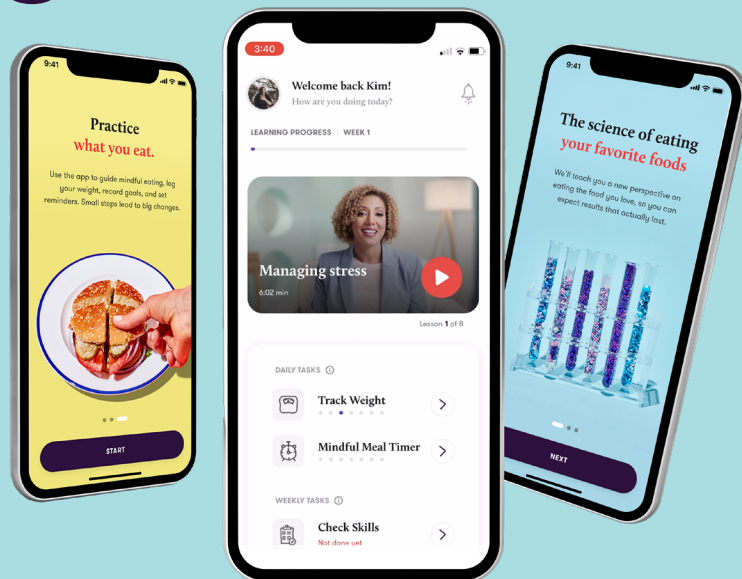 9:41
Practice
what you eat.
Use the app to guide mindful eating, log
your weight, record goals, and set
reminders. Small steps lead to big changes.
START
3:40
Welcome back Kim!
How are you doing today?
LEARNING PROGRESS | WEEK 1
Managing stress
6:02 min
Lesson 1 of 8
DAILY TASKS
Track Weight
Mindful Meal Timer
WEEKLY TASKS
Check Skills
Not done yet
9:41
The science of eating
your favorite foods
We'll teach you a new perspective on
eating the food you love, so you can
expect results that actually last.
NEXT